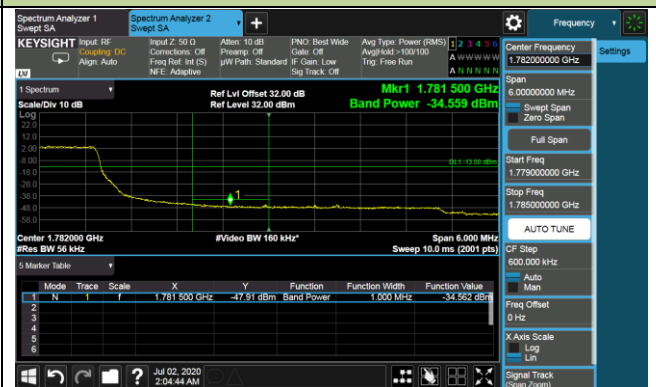 Spectrum Analyzer 1
Swept SA
Spectrum Analyzer 2
Swept SA
+
Frequency
KEYSIGHT
Input: RF
Coupling: DC
Align: Auto
Input Z: 50 Ω
Corrections: Off
Freq Ref: Int (S)
NFE: Adaptive
Atten: 10 dB
Preamp: Off
µW Path: Standard
PNO: Best Wide
Gate: Off
IF Gain: Low
Sig Track: Off
Avg Type: Power (RMS)
Avg|Hold: >100/100
Trig: Free Run
1 2 3 4 5 6
A W W W W W
A N N N N N
LXI
1 Spectrum
Scale/Div 10 dB
Ref Lvl Offset 32.00 dB
Ref Level 32.00 dBm
Mkr1 1.781 500 GHz
Band Power -34.559 dBm
Log
22.0
12.0
2.00
-8.00
-18.0
-28.0
-38.0
-48.0
-58.0
DL1 -13.00 dBm
1
Center 1.782000 GHz
#Res BW 56 kHz
#Video BW 160 kHz*
Span 6.000 MHz
Sweep 10.0 ms (2001 pts)
5 Marker Table
Mode Trace Scale X Y Function Function Width Function Value
1 N 1 f 1.781 500 GHz -47.91 dBm Band Power 1.000 MHz -34.562 dBm
2
3
4
5
6
Jul 02, 2020
2:04:44 AM
Center Frequency
1.782000000 GHz
Settings
Span
6.00000000 MHz
Swept Span
Zero Span
Full Span
Start Freq
1.779000000 GHz
Stop Freq
1.785000000 GHz
AUTO TUNE
CF Step
600.000 kHz
Auto
Man
Freq Offset
0 Hz
X Axis Scale
Log
Lin
Signal Track
(Span Zoom)